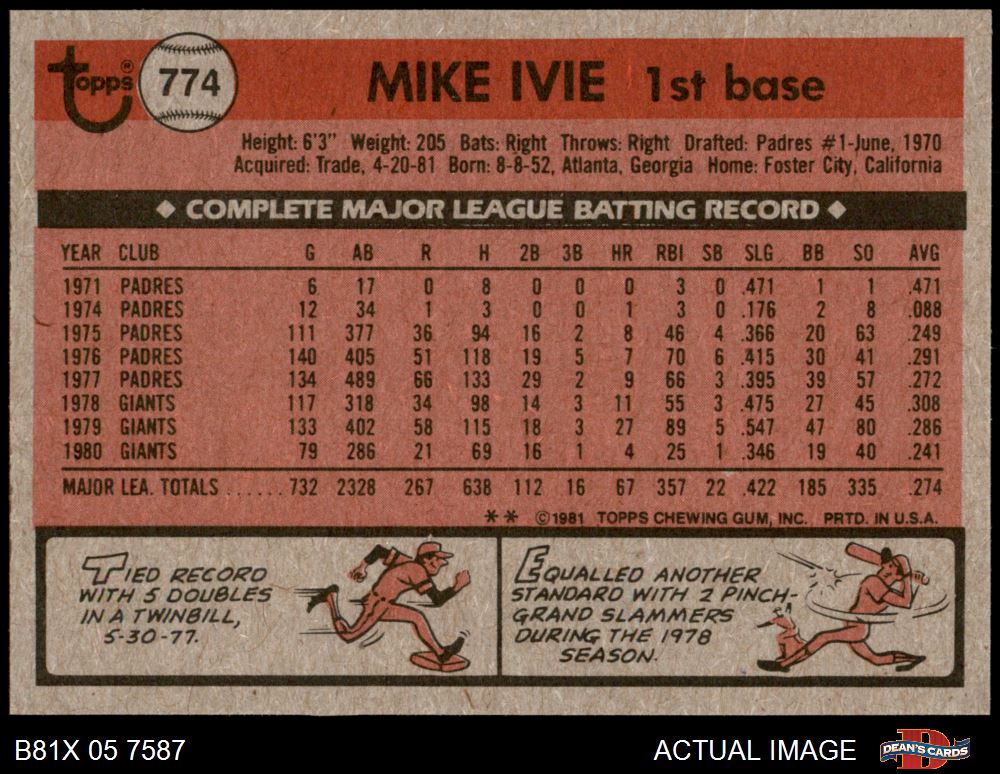 Topps® 774 MIKE IVIE 1st base
Height: 6'3" Weight: 205 Bats: Right Throws: Right Drafted: Padres #1-June, 1970
Acquired: Trade, 4-20-81 Born: 8-8-52, Atlanta, Georgia Home: Foster City, California
◆ COMPLETE MAJOR LEAGUE BATTING RECORD ◆
YEAR CLUB G AB R H 2B 3B HR RBI SB SLG BB SO AVG
1971 PADRES 6 17 0 8 0 0 0 3 0 .471 1 1 .471
1974 PADRES 12 34 1 3 0 0 1 3 0 .176 2 8 .088
1975 PADRES 111 377 36 94 16 2 8 46 4 .366 20 63 .249
1976 PADRES 140 405 51 118 19 5 7 70 6 .415 30 41 .291
1977 PADRES 134 489 66 133 29 2 9 66 3 .395 39 57 .272
1978 GIANTS 117 318 34 98 14 3 11 55 3 .475 27 45 .308
1979 GIANTS 133 402 58 115 18 3 27 89 5 .547 47 80 .286
1980 GIANTS 79 286 21 69 16 1 4 25 1 .346 19 40 .241
MAJOR LEA. TOTALS ...... 732 2328 267 638 112 16 67 357 22 .422 185 335 .274
** ©1981 TOPPS CHEWING GUM, INC. PRTD. IN U.S.A.
TIED RECORD
WITH 5 DOUBLES
IN A TWINBILL,
5-30-77.
EQUALLED ANOTHER
STANDARD WITH 2 PINCH-
GRAND SLAMMERS
DURING THE 1978
SEASON.
B81X 05 7587 ACTUAL IMAGE DEAN'S CARDS